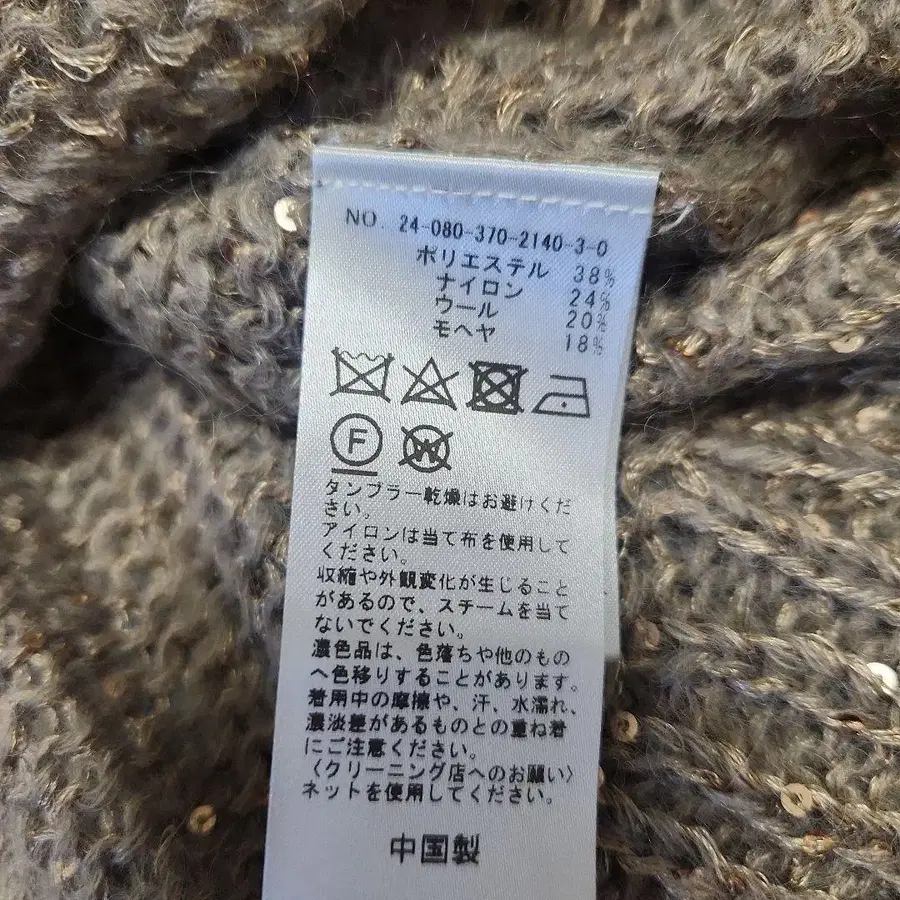 NO. 24-080-370-2140-3-0
ポリエステル 38%
ナイロン 24%
ウール 20%
モヘヤ 18%
F
W
タンブラー乾燥はお避けくだ
さい。
アイロンは当て布を使用して
ください。
収縮や外観変化が生じること
があるので、スチームを当て
ないでください。
濃色品は、色落ちや他のもの
へ色移りすることがあります。
着用中の摩擦や、汗、水濡れ、
濃淡差があるものとの重ね着
にご注意ください。
〈クリーニング店へのお願い〉
ネットを使用してください。
中国製